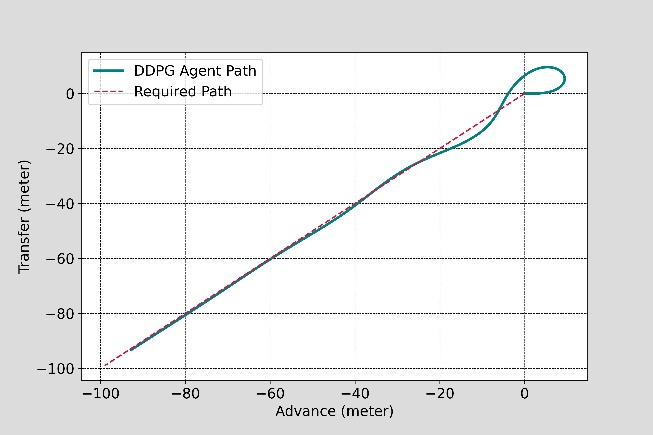 DDPG Agent Path
Required Path
0
−20
−40
−60
−80
−100
Transfer (meter)
−100 −80 −60 −40 −20 0
Advance (meter)